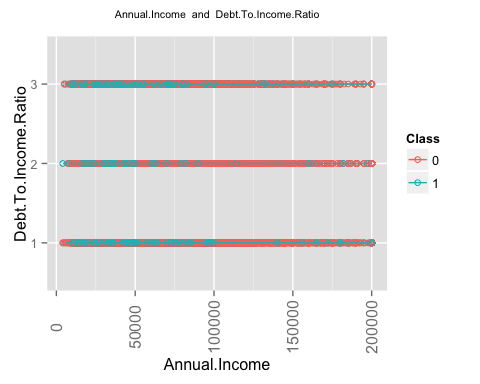 Annual.Income and Debt.To.Income.Ratio
Debt.To.Income.Ratio
3
2
1
0
50000
100000
150000
200000
Annual.Income
Class
0
1